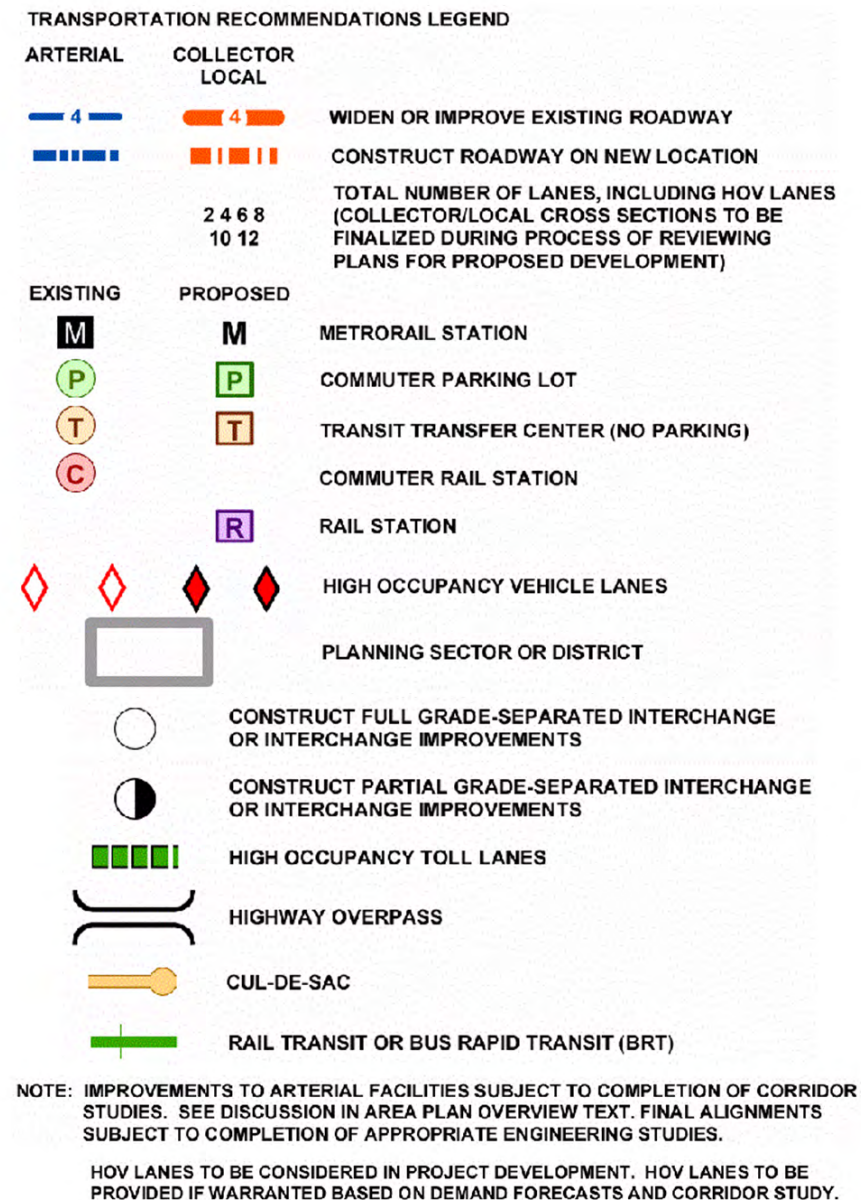 TRANSPORTATION RECOMMENDATIONS LEGEND
ARTERIAL COLLECTOR
LOCAL
4 4 WIDEN OR IMPROVE EXISTING ROADWAY
CONSTRUCT ROADWAY ON NEW LOCATION
TOTAL NUMBER OF LANES, INCLUDING HOV LANES
2 4 6 8 (COLLECTOR/LOCAL CROSS SECTIONS TO BE
10 12 FINALIZED DURING PROCESS OF REVIEWING
PLANS FOR PROPOSED DEVELOPMENT)
EXISTING PROPOSED
M M METRORAIL STATION
P P COMMUTER PARKING LOT
T T TRANSIT TRANSFER CENTER (NO PARKING)
C COMMUTER RAIL STATION
R RAIL STATION
HIGH OCCUPANCY VEHICLE LANES
PLANNING SECTOR OR DISTRICT
CONSTRUCT FULL GRADE-SEPARATED INTERCHANGE
OR INTERCHANGE IMPROVEMENTS
CONSTRUCT PARTIAL GRADE-SEPARATED INTERCHANGE
OR INTERCHANGE IMPROVEMENTS
HIGH OCCUPANCY TOLL LANES
HIGHWAY OVERPASS
CUL-DE-SAC
RAIL TRANSIT OR BUS RAPID TRANSIT (BRT)
NOTE: IMPROVEMENTS TO ARTERIAL FACILITIES SUBJECT TO COMPLETION OF CORRIDOR
STUDIES. SEE DISCUSSION IN AREA PLAN OVERVIEW TEXT. FINAL ALIGNMENTS
SUBJECT TO COMPLETION OF APPROPRIATE ENGINEERING STUDIES.
HOV LANES TO BE CONSIDERED IN PROJECT DEVELOPMENT. HOV LANES TO BE
PROVIDED IF WARRANTED BASED ON DEMAND FORECASTS AND CORRIDOR STUDY.